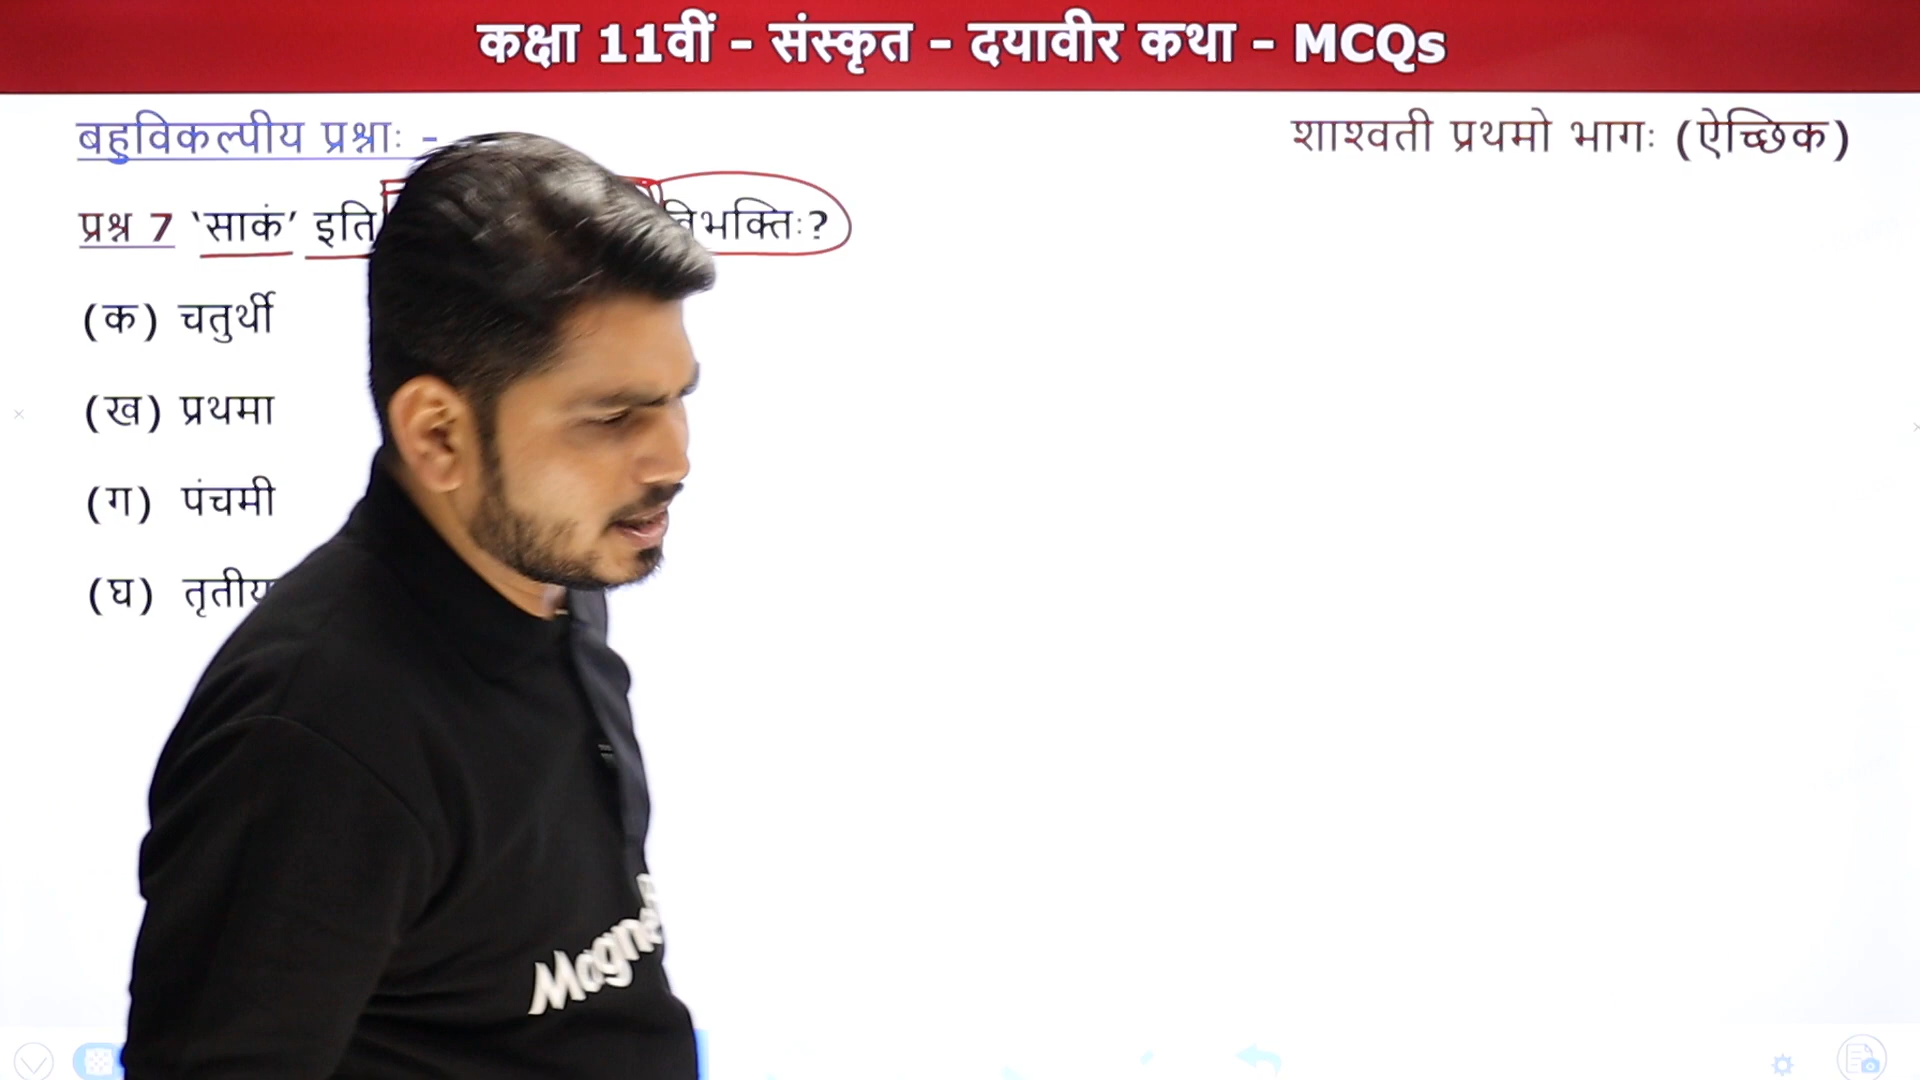 कक्षा 11वीं - संस्कृत - दयावीर कथा - MCQs
बहुविकल्पीय प्रश्नाः -
शाश्वती प्रथमो भागः (ऐच्छिक)
प्रश्न 7 ‘साकं’ इति विभक्तिः?
(क) चतुर्थी
(ख) प्रथमा
(ग) पंचमी
(घ)